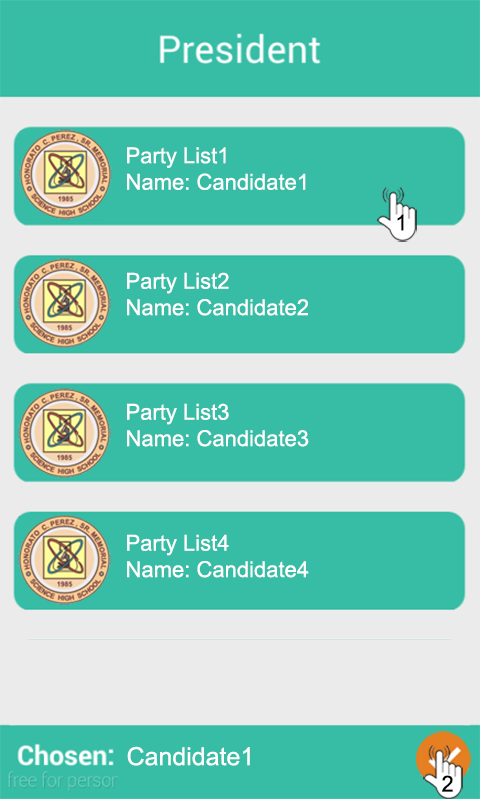 President
HONORATO C. PEREZ, SR. MEMORIAL
SCIENCE HIGH SCHOOL
1985
Party List1
Name: Candidate1
1
HONORATO C. PEREZ, SR. MEMORIAL
SCIENCE HIGH SCHOOL
1985
Party List2
Name: Candidate2
HONORATO C. PEREZ, SR. MEMORIAL
SCIENCE HIGH SCHOOL
1985
Party List3
Name: Candidate3
HONORATO C. PEREZ, SR. MEMORIAL
SCIENCE HIGH SCHOOL
1985
Party List4
Name: Candidate4
Chosen: Candidate1
free for person
2